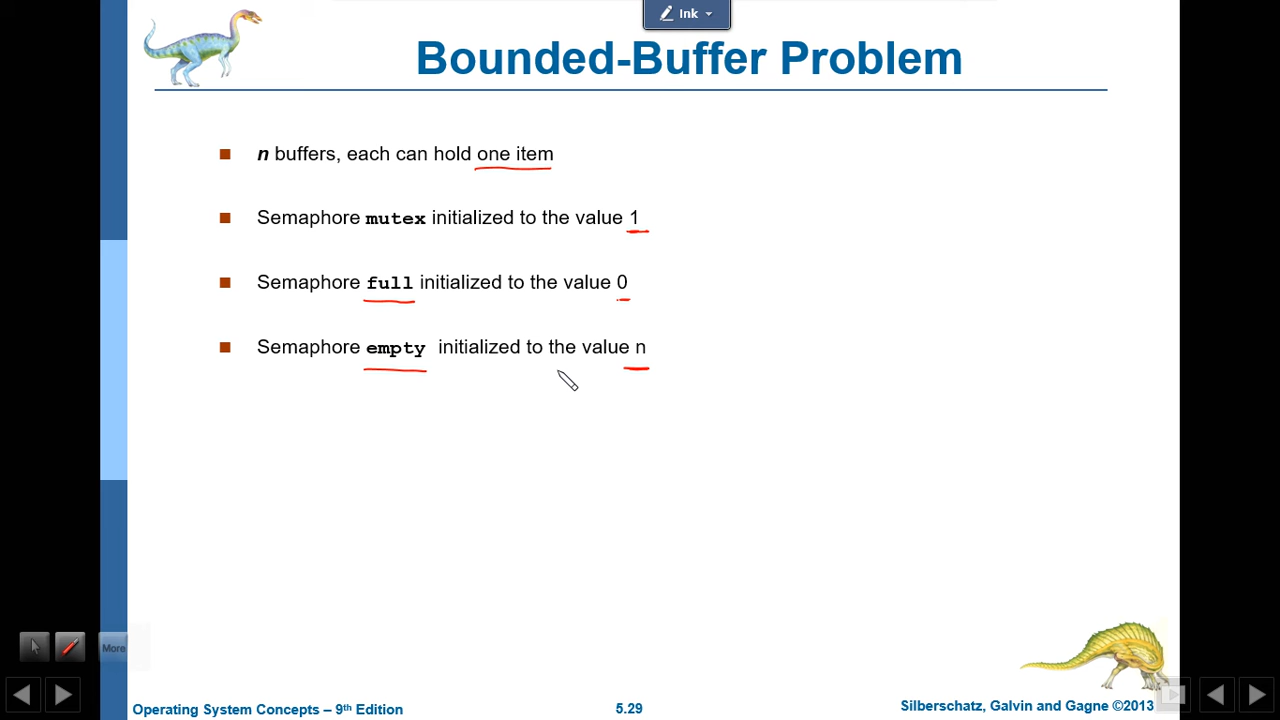 Ink
Bounded-Buffer Problem
n buffers, each can hold one item
Semaphore mutex initialized to the value 1
Semaphore full initialized to the value 0
Semaphore empty initialized to the value n
More
Operating System Concepts – 9th Edition
5.29
Silberschatz, Galvin and Gagne ©2013